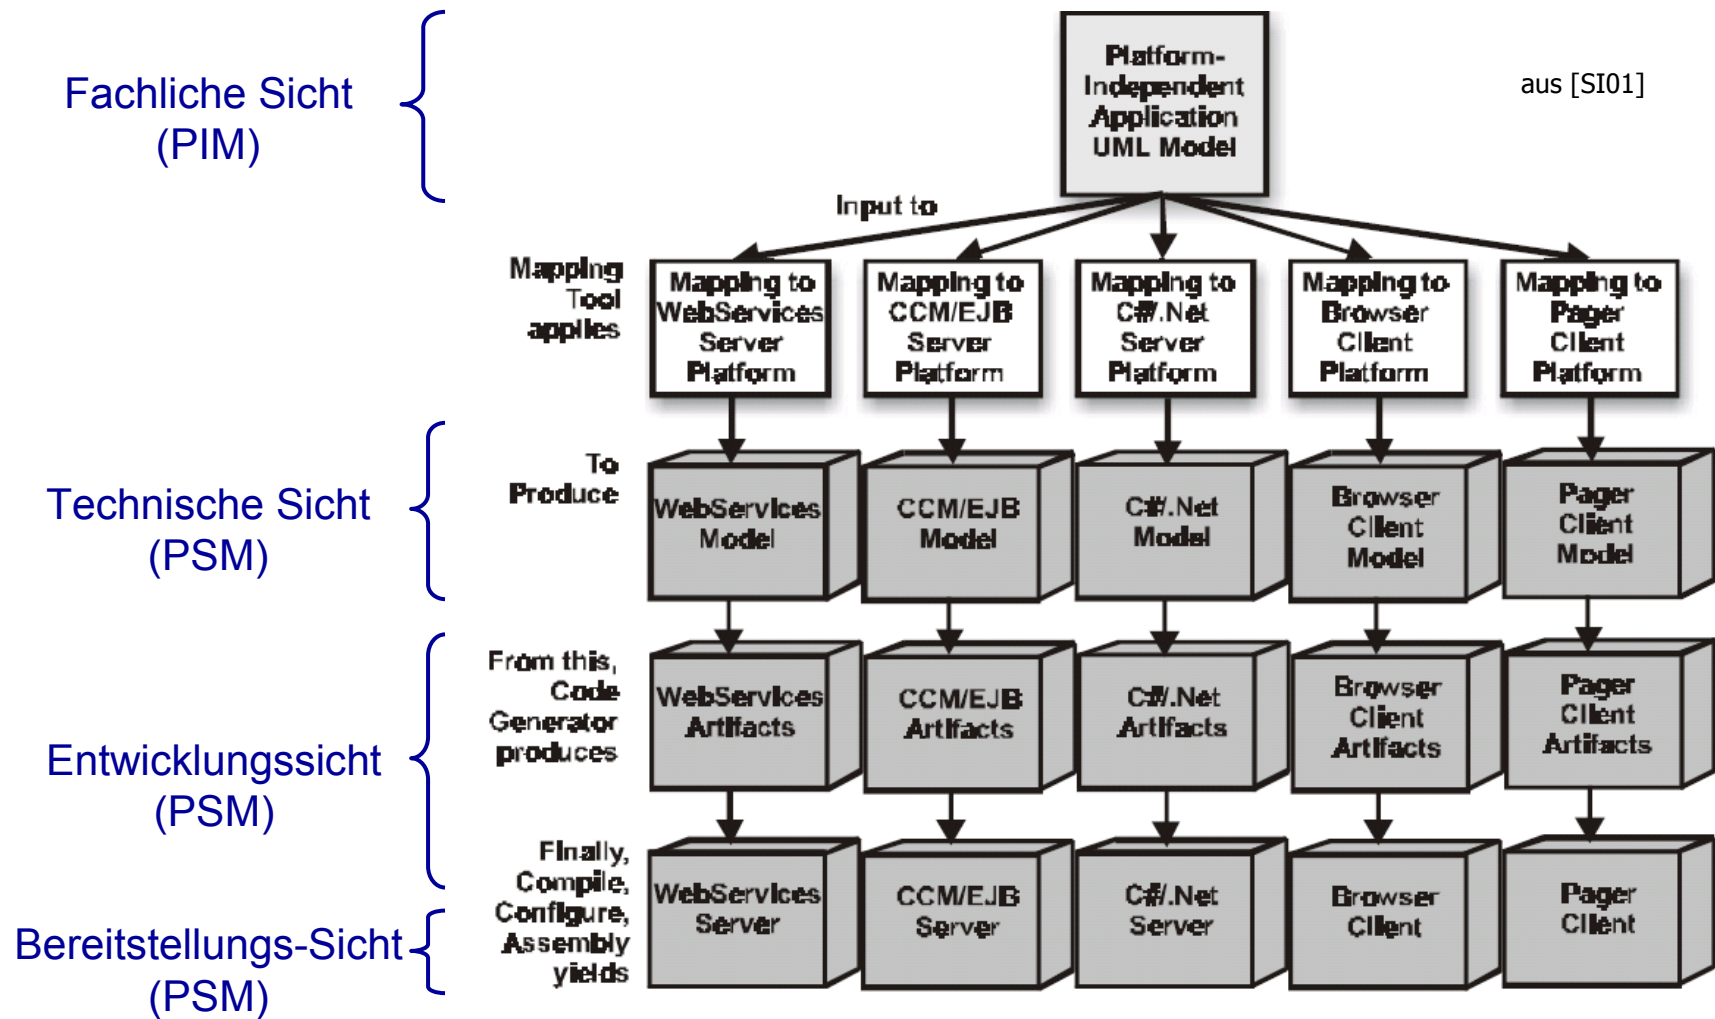 Fachliche Sicht
(PIM)
Platform-
Independent
Application
UML Model
aus [SI01]
Input to
Mapping
Tool
applies
Mapping to
WebServices
Server
Platform
Mapping to
CCM/EJB
Server
Platform
Mapping to
C#/.Net
Server
Platform
Mapping to
Browser
Client
Platform
Mapping to
Pager
Client
Platform
Technische Sicht
(PSM)
To
Produce
WebServices
Model
CCM/EJB
Model
C#/.Net
Model
Browser
Client
Model
Pager
Client
Model
Entwicklungssicht
(PSM)
From this,
Code
Generator
produces
WebServices
Artifacts
CCM/EJB
Artifacts
C#/.Net
Artifacts
Browser
Client
Artifacts
Pager
Client
Artifacts
Bereitstellungs-Sicht
(PSM)
Finally,
Compile,
Configure,
Assembly
yields
WebServices
Server
CCM/EJB
Server
C#/.Net
Server
Browser
Client
Pager
Client